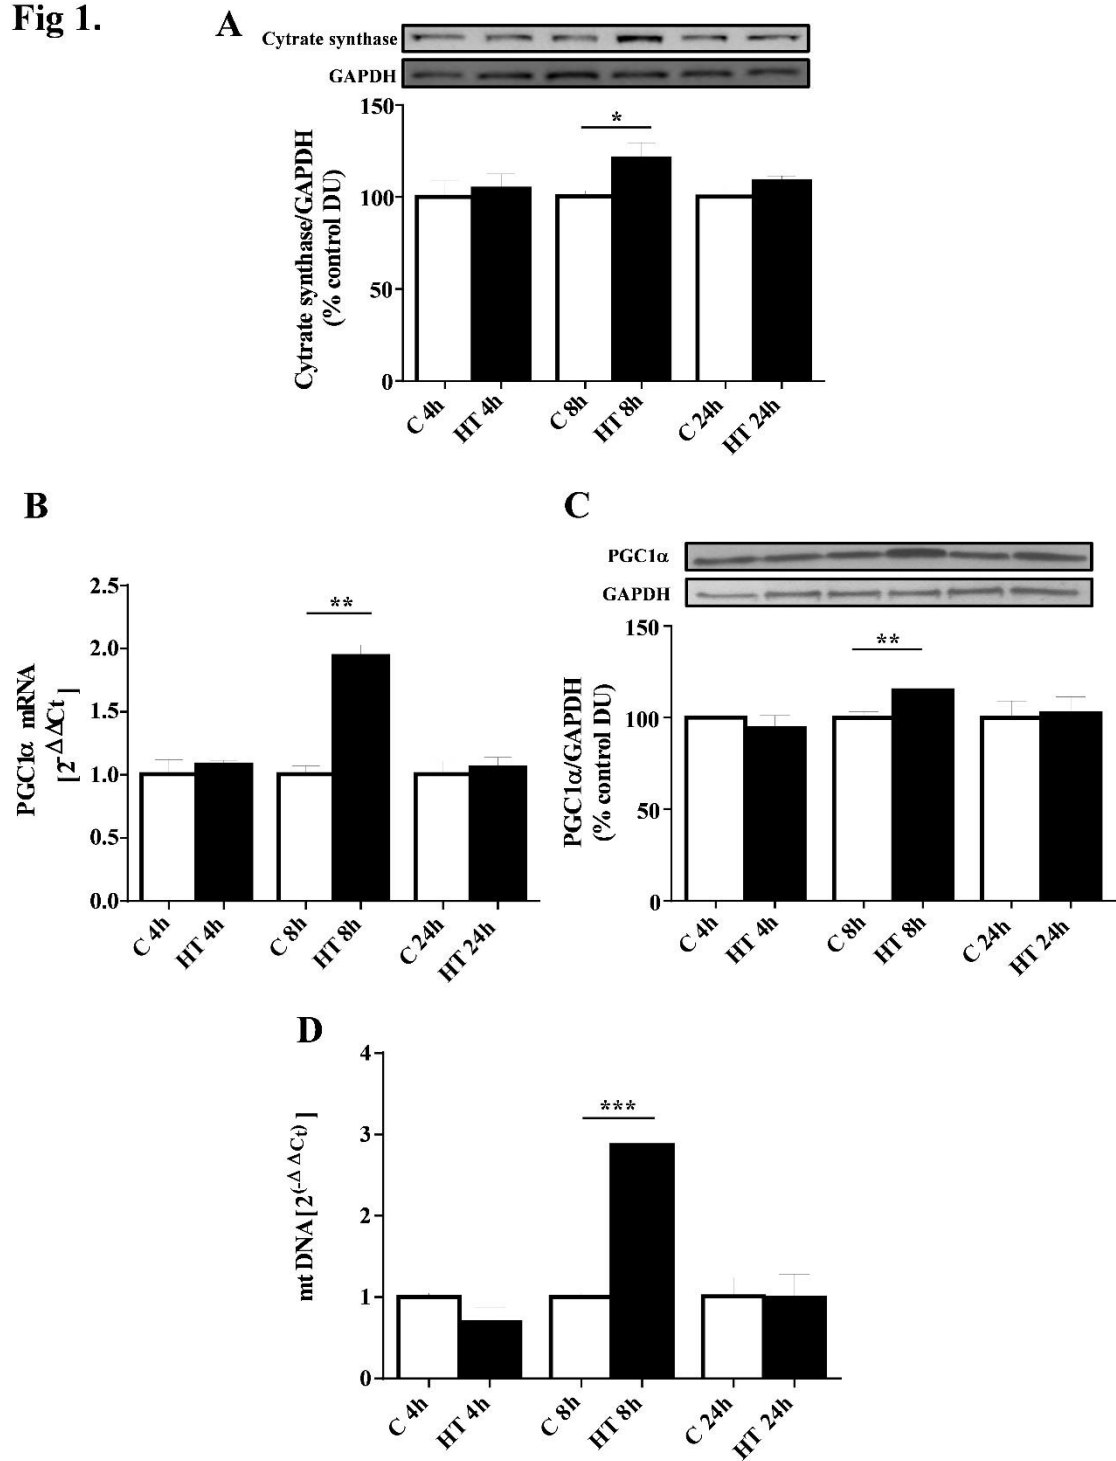 Fig 1.
A
Cytrate synthase
GAPDH
Cytrate synthase/GAPDH
(% control DU)
150
100
50
0
*
C 4h
HT 4h
C 8h
HT 8h
C 24h
HT 24h
B
PGC1α mRNA
[2-ΔΔCt]
2.5
2.0
1.5
1.0
0.5
0.0
**
C 4h
HT 4h
C 8h
HT 8h
C 24h
HT 24h
C
PGC1α
GAPDH
PGC1α/GAPDH
(% control DU)
150
100
50
0
**
C 4h
HT 4h
C 8h
HT 8h
C 24h
HT 24h
D
mt DNA [2(-Δ ΔCt) ]
4
3
2
1
0
***
C 4h
HT 4h
C 8h
HT 8h
C 24h
HT 24h